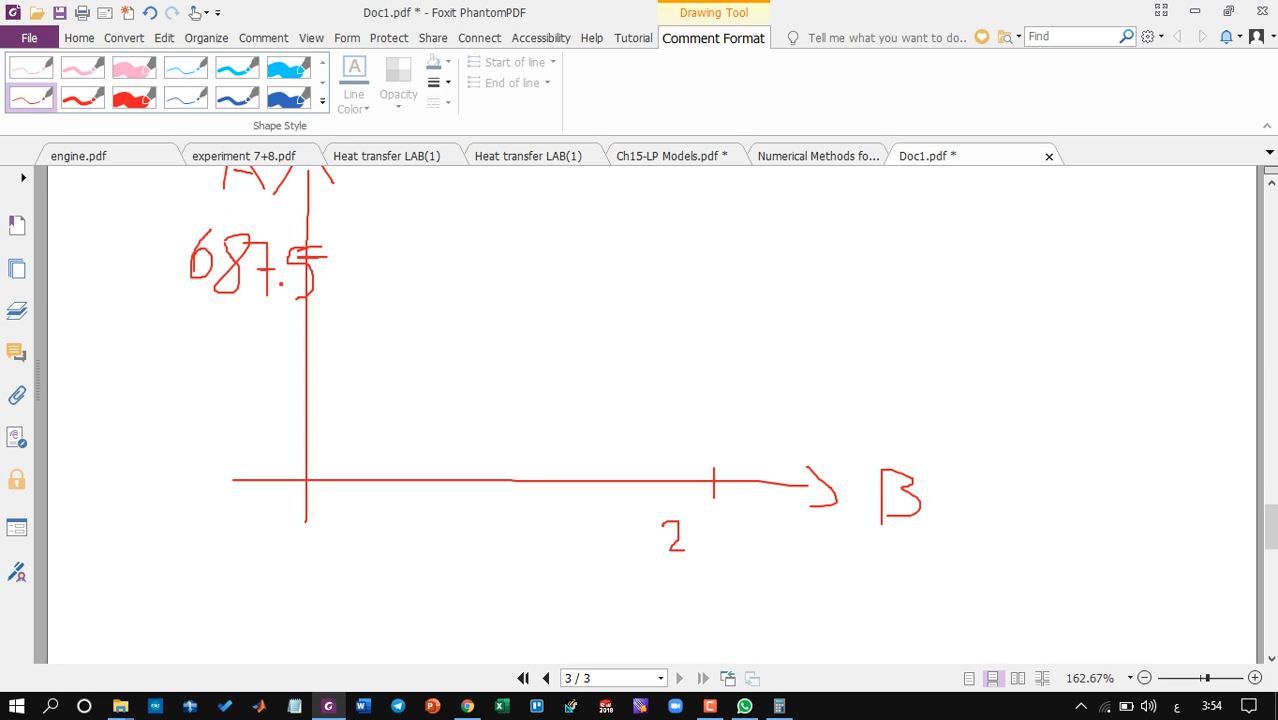 Doc1.pdf * - Foxit PhantomPDF
Drawing Tool
File Home Convert Edit Organize Comment View Form Protect Share Connect Accessibility Help Tutorial Comment Format Tell me what you want to do.. Find
Line Color
Opacity
Start of line
End of line
Shape Style
engine.pdf experiment 7+8.pdf Heat transfer LAB(1) Heat transfer LAB(1) Ch15-LP Models.pdf * Numerical Methods fo... Doc1.pdf *
A
687.5
B
2
3 / 3 162.67%
ع 3:54